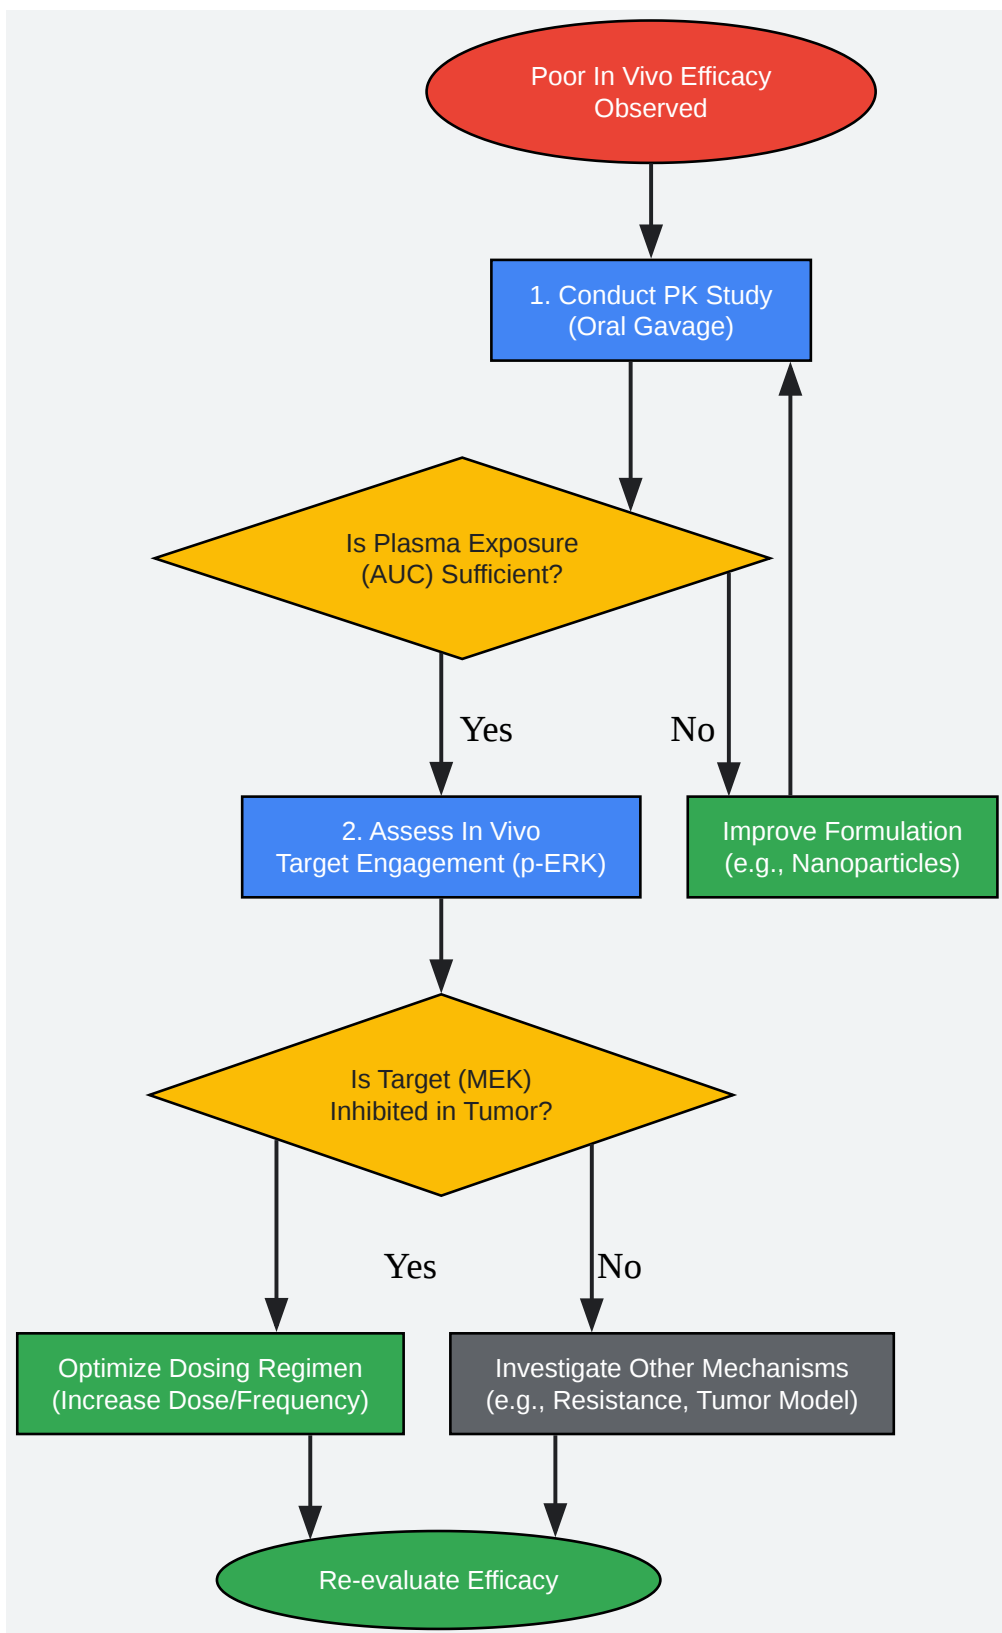 Poor In Vivo Efficacy
Observed
1. Conduct PK Study
(Oral Gavage)
Is Plasma Exposure
(AUC) Sufficient?
Yes
No
2. Assess In Vivo
Target Engagement (p-ERK)
Improve Formulation
(e.g., Nanoparticles)
Is Target (MEK)
Inhibited in Tumor?
Yes
No
Optimize Dosing Regimen
(Increase Dose/Frequency)
Investigate Other Mechanisms
(e.g., Resistance, Tumor Model)
Re-evaluate Efficacy